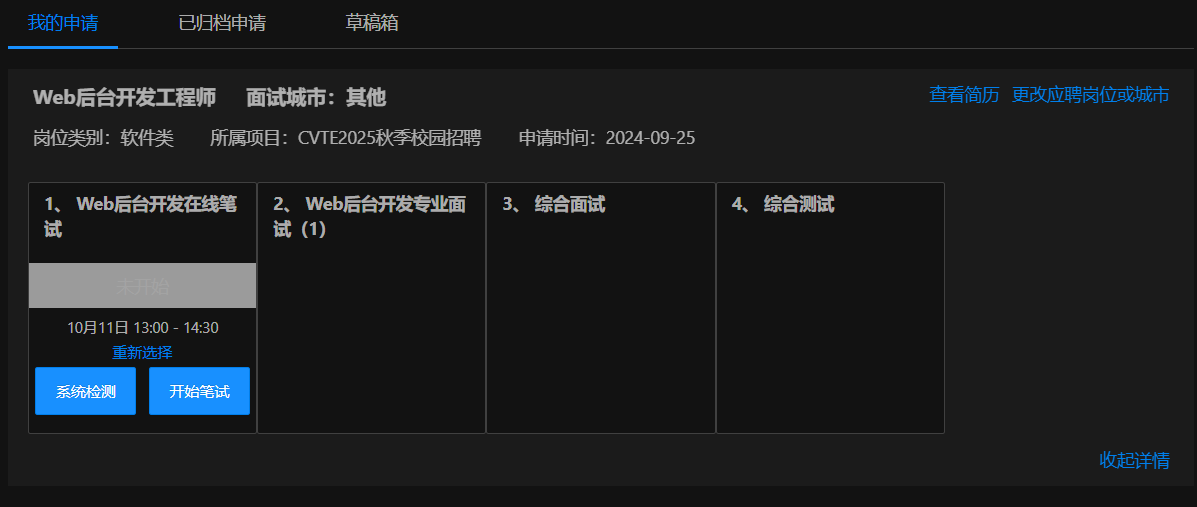 我的申请 已归档申请 草稿箱
Web后台开发工程师 面试城市：其他 查看简历 更改应聘岗位或城市
岗位类别：软件类 所属项目：CVTE2025秋季校园招聘 申请时间：2024-09-25
1、 Web后台开发在线笔
试
未开始
10月11日 13:00 - 14:30
重新选择
系统检测 开始笔试
2、 Web后台开发专业面
试（1）
3、 综合面试
4、 综合测试
收起详情